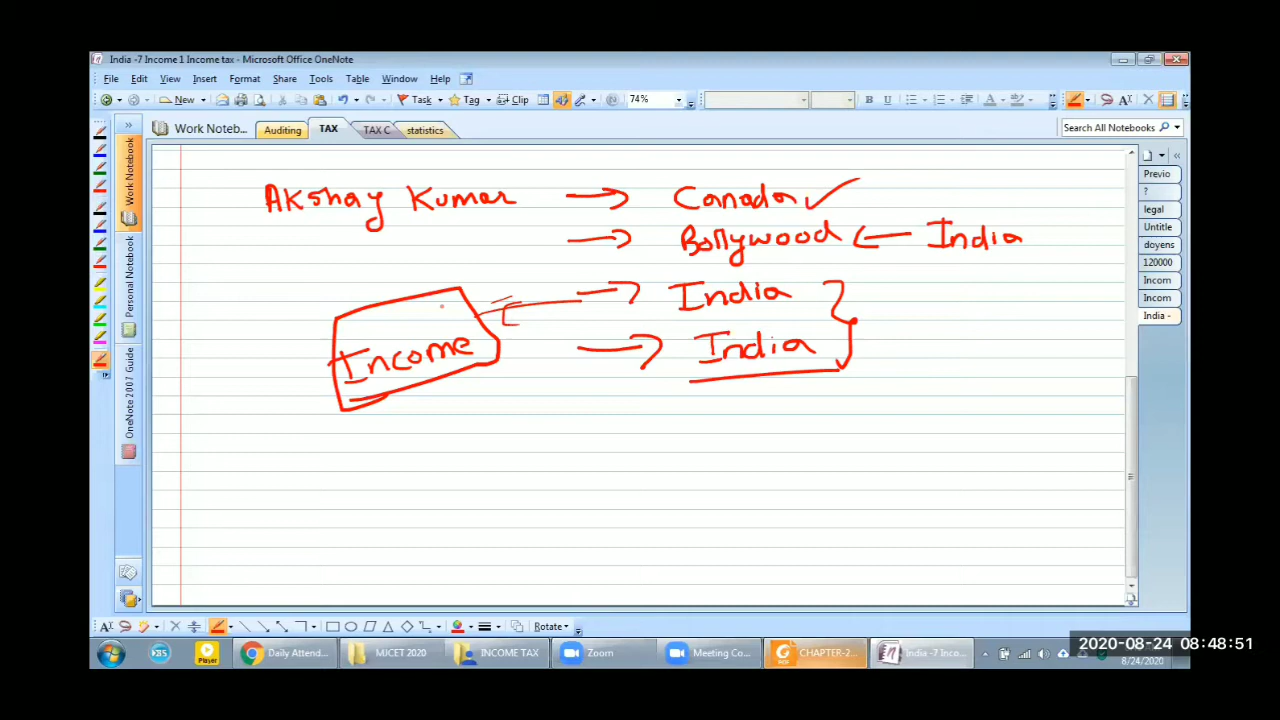 India -7 Income 1 Income tax - Microsoft Office OneNote
File Edit View Insert Format Share Tools Table Window Help
New Task Tag Clip 74% B I U
Work Noteb... Auditing TAX TAX C statistics Search All Notebooks
Work Notebook
Personal Notebook
OneNote 2007 Guide
Akshay Kumar → Canada ✓
→ Bollywood ← India
→ India
Income → India
Previo
?
legal
Untitle
doyens
120000
Incom
Incom
India -
Rotate
Daily Attend... MJCET 2020 INCOME TAX Zoom Meeting Co... CHAPTER-2... India -7 Inco...
2020-08-24 08:48:51
8/24/2020